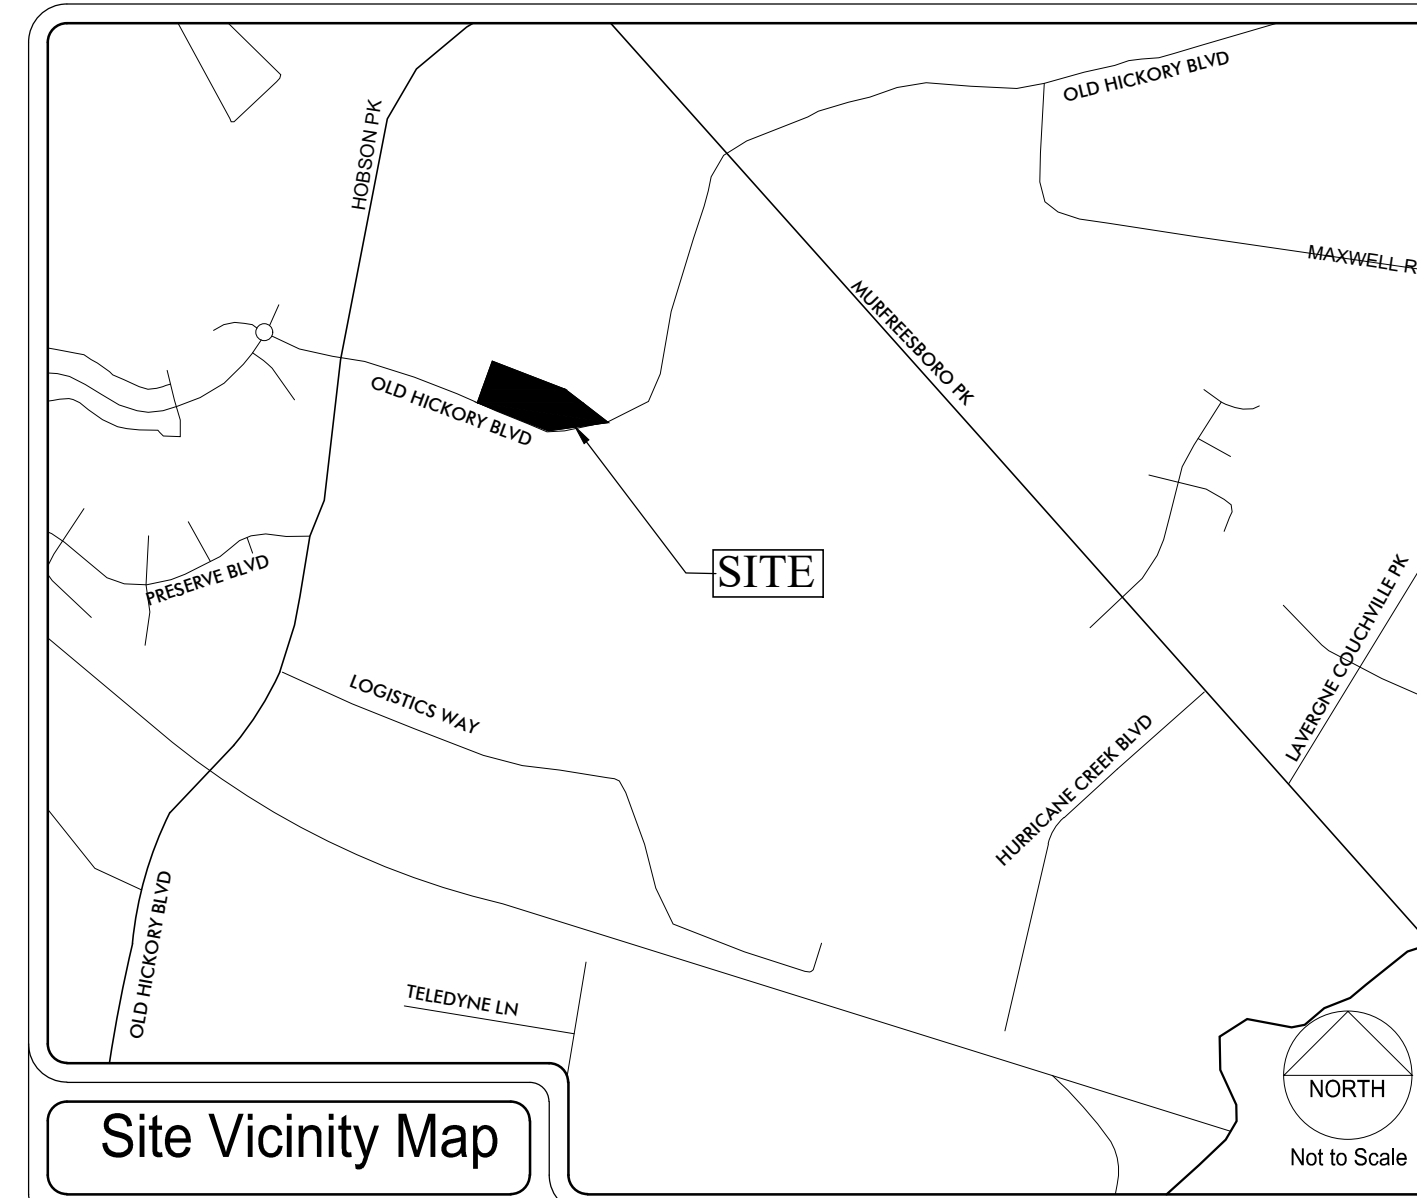 OLD HICKORY BLVD
HOBSON PK
MAXWELL R
MURFREESBORO PK
OLD HICKORY BLVD
SITE
PRESERVE BLVD
LAVERGNE COUCHVILLE PK
LOGISTICS WAY
HURRICANE CREEK BLVD
OLD HICKORY BLVD
TELEDYNE LN
NORTH
Not to Scale
Site Vicinity Map